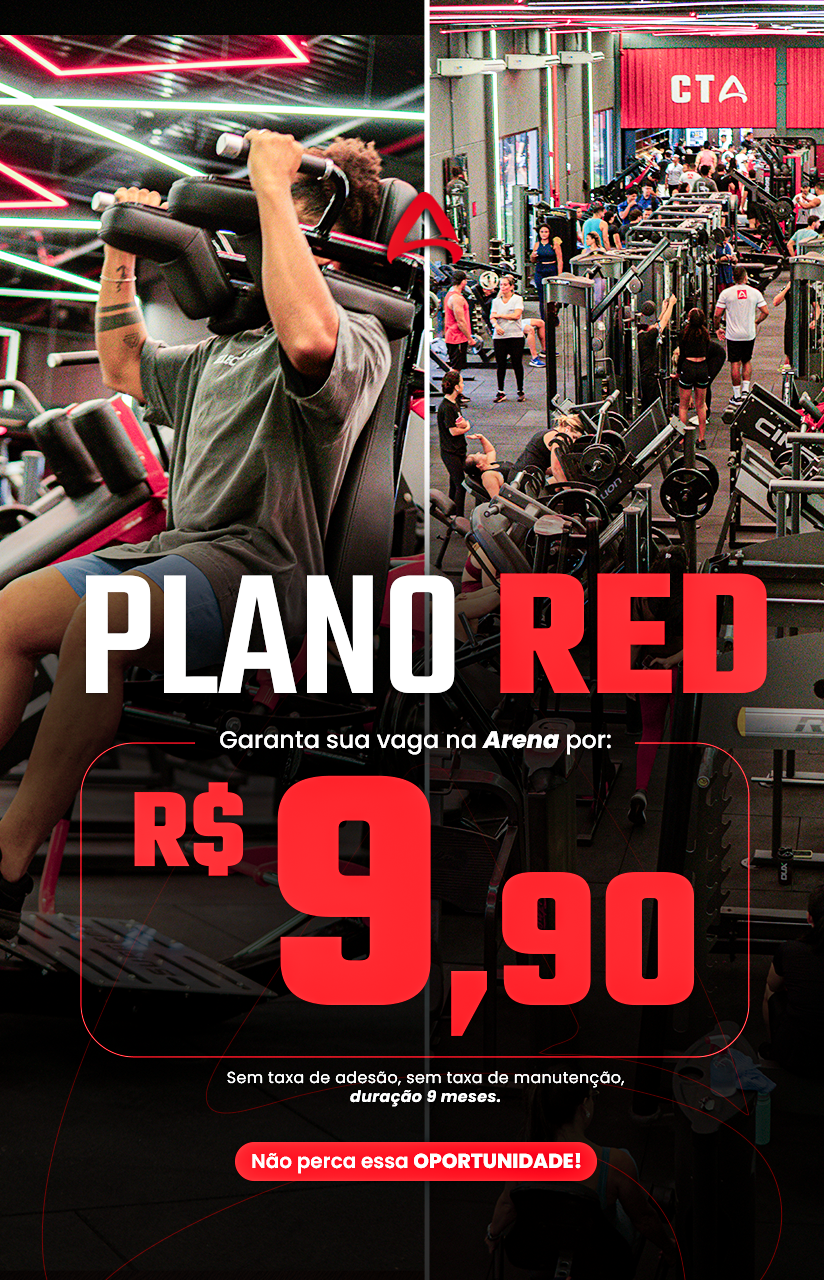 CTA
PLANO RED
Garanta sua vaga na Arena por:
R$ 9,90
Sem taxa de adesão, sem taxa de manutenção,
duração 9 meses.
Não perca essa OPORTUNIDADE!